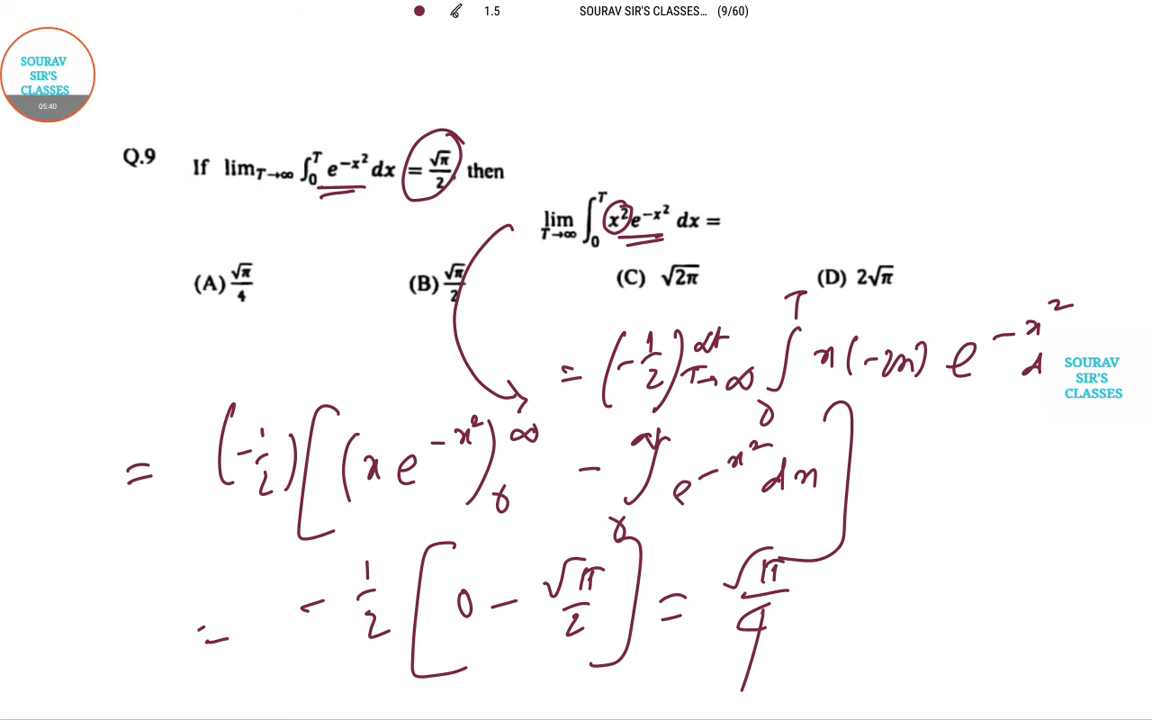 1.5 SOURAV SIR'S CLASSES... (9/60)
SOURAV
SIR'S
CLASSES
05:40
Q.9 If lim_{T→∞} ∫_0^T e^{-x^2} dx = √π/2 then
lim_{T→∞} ∫_0^T x^2 e^{-x^2} dx =
(A) √π/4 (B) √π/2 (C) √2π (D) 2√π
= (-1/2) lt_{T→∞} ∫_0^T x(-2x) e^{-x^2} d
SOURAV
SIR'S
CLASSES
= (-1/2) [ (x e^{-x^2})_0^∞ - ∫_0^∞ e^{-x^2} dx ]
= - 1/2 [ 0 - √π/2 ] = √π/4